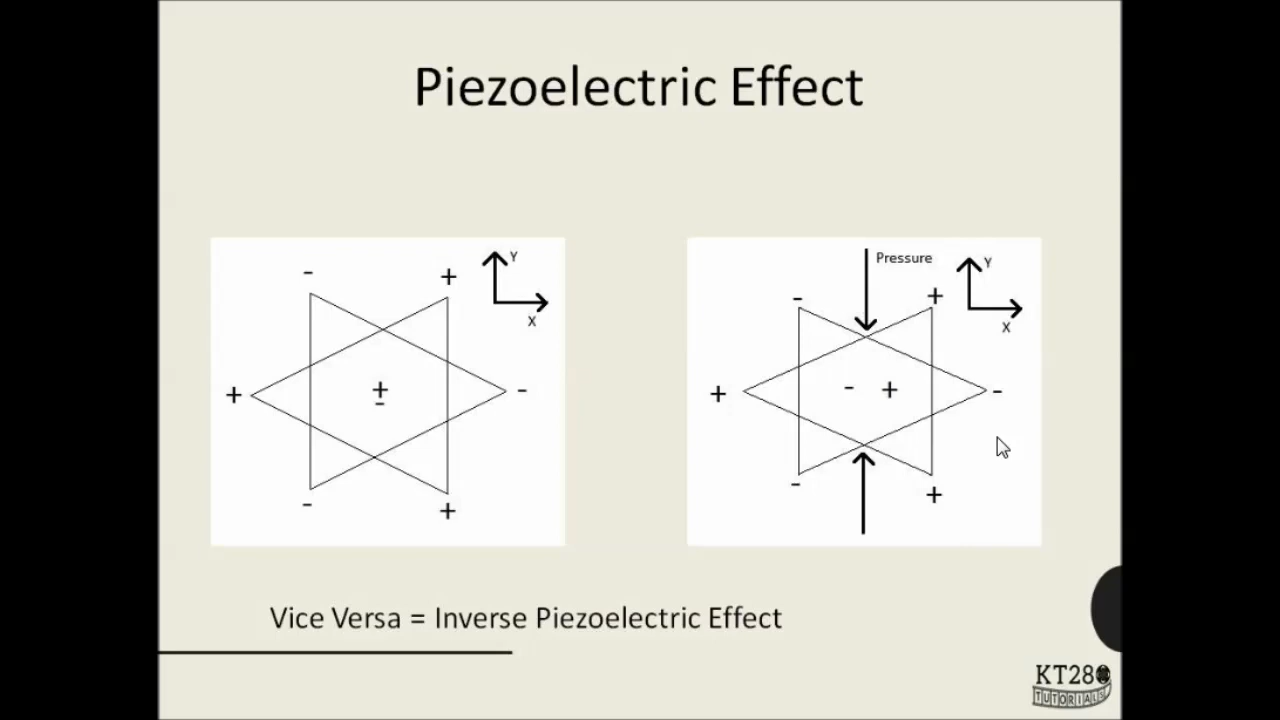 Piezoelectric Effect
- + Y
X
+ + - -
- +
Pressure
- + Y
X
+ - + -
- +
Vice Versa = Inverse Piezoelectric Effect
KT280
TUTORIALS